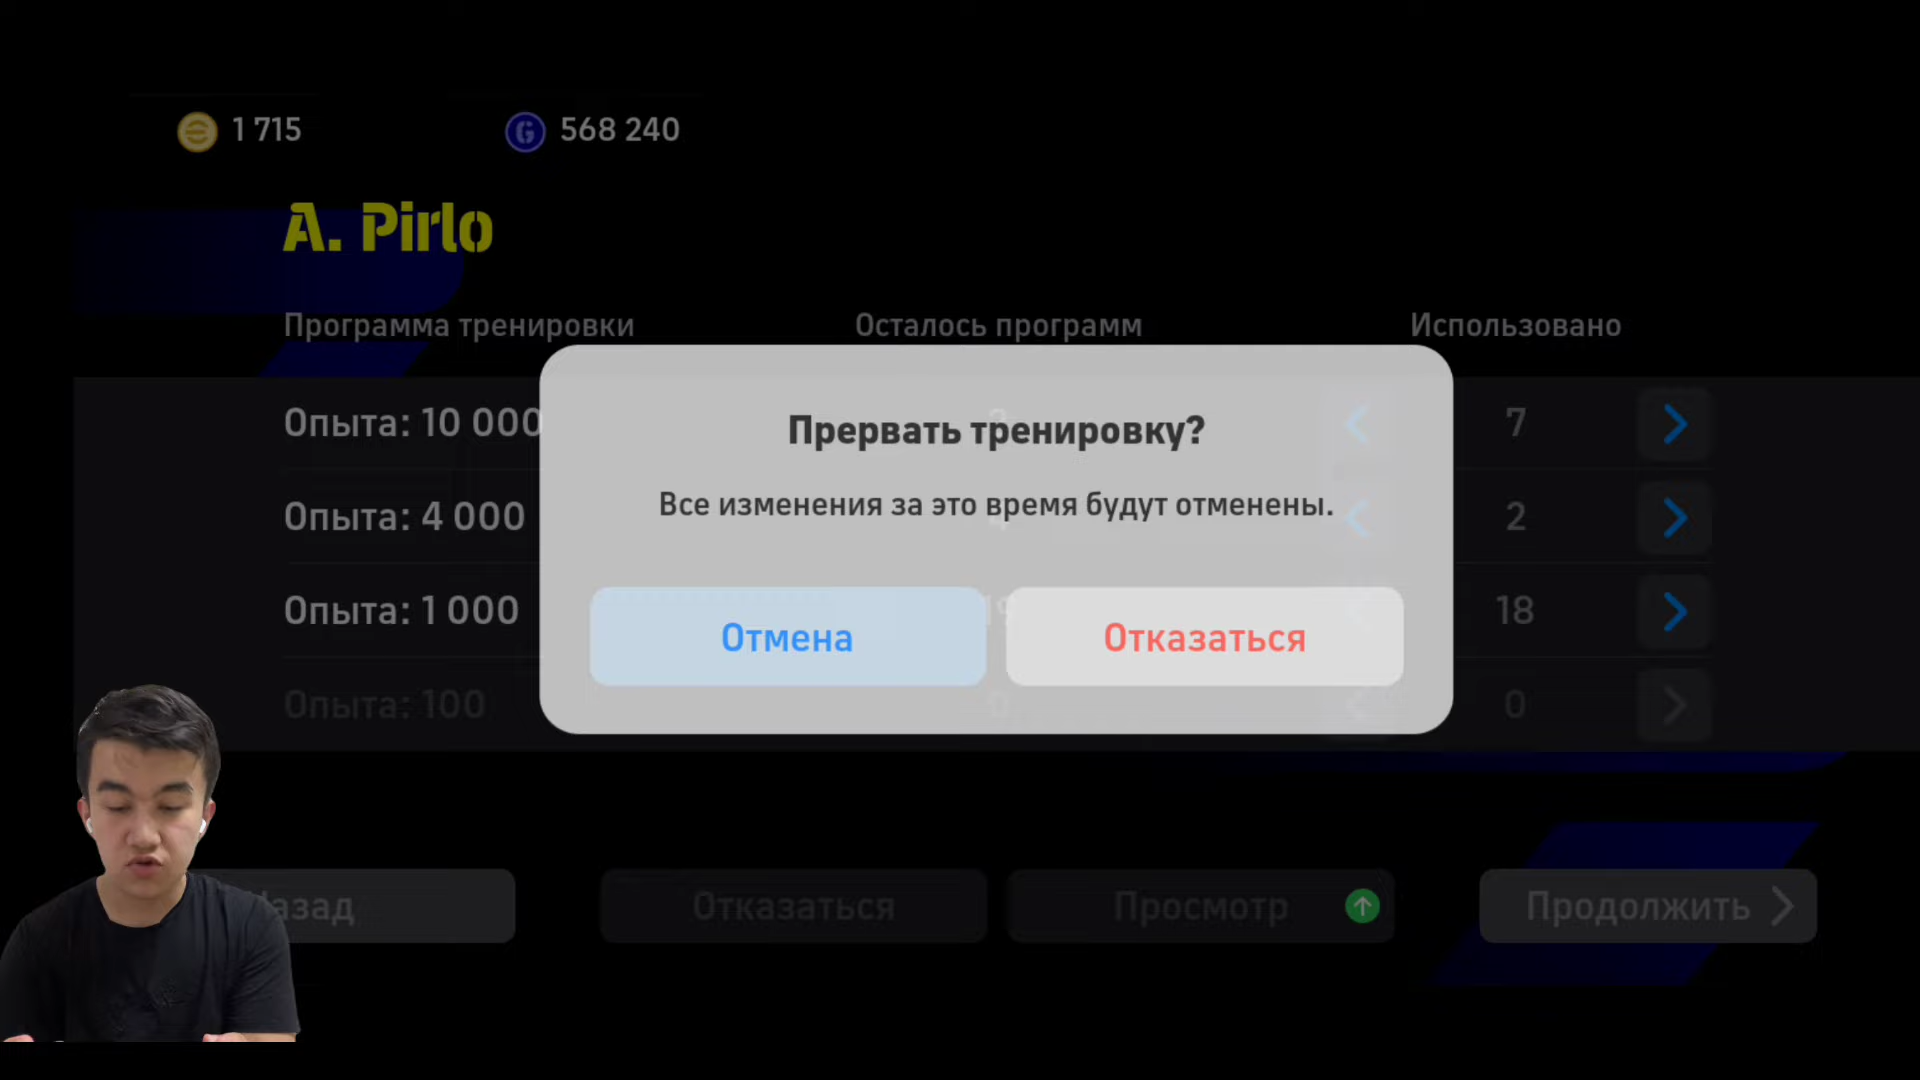 1 715
568 240
A. Pirlo
Программа тренировки Осталось программ Использовано
Опыта: 10 000 7
Прервать тренировку?
Все изменения за это время будут отменены.
Опыта: 4 000 2
Опыта: 1 000 19 18
Отмена Отказаться
Опыта: 100 0 0
Отказаться Просмотр Продолжить